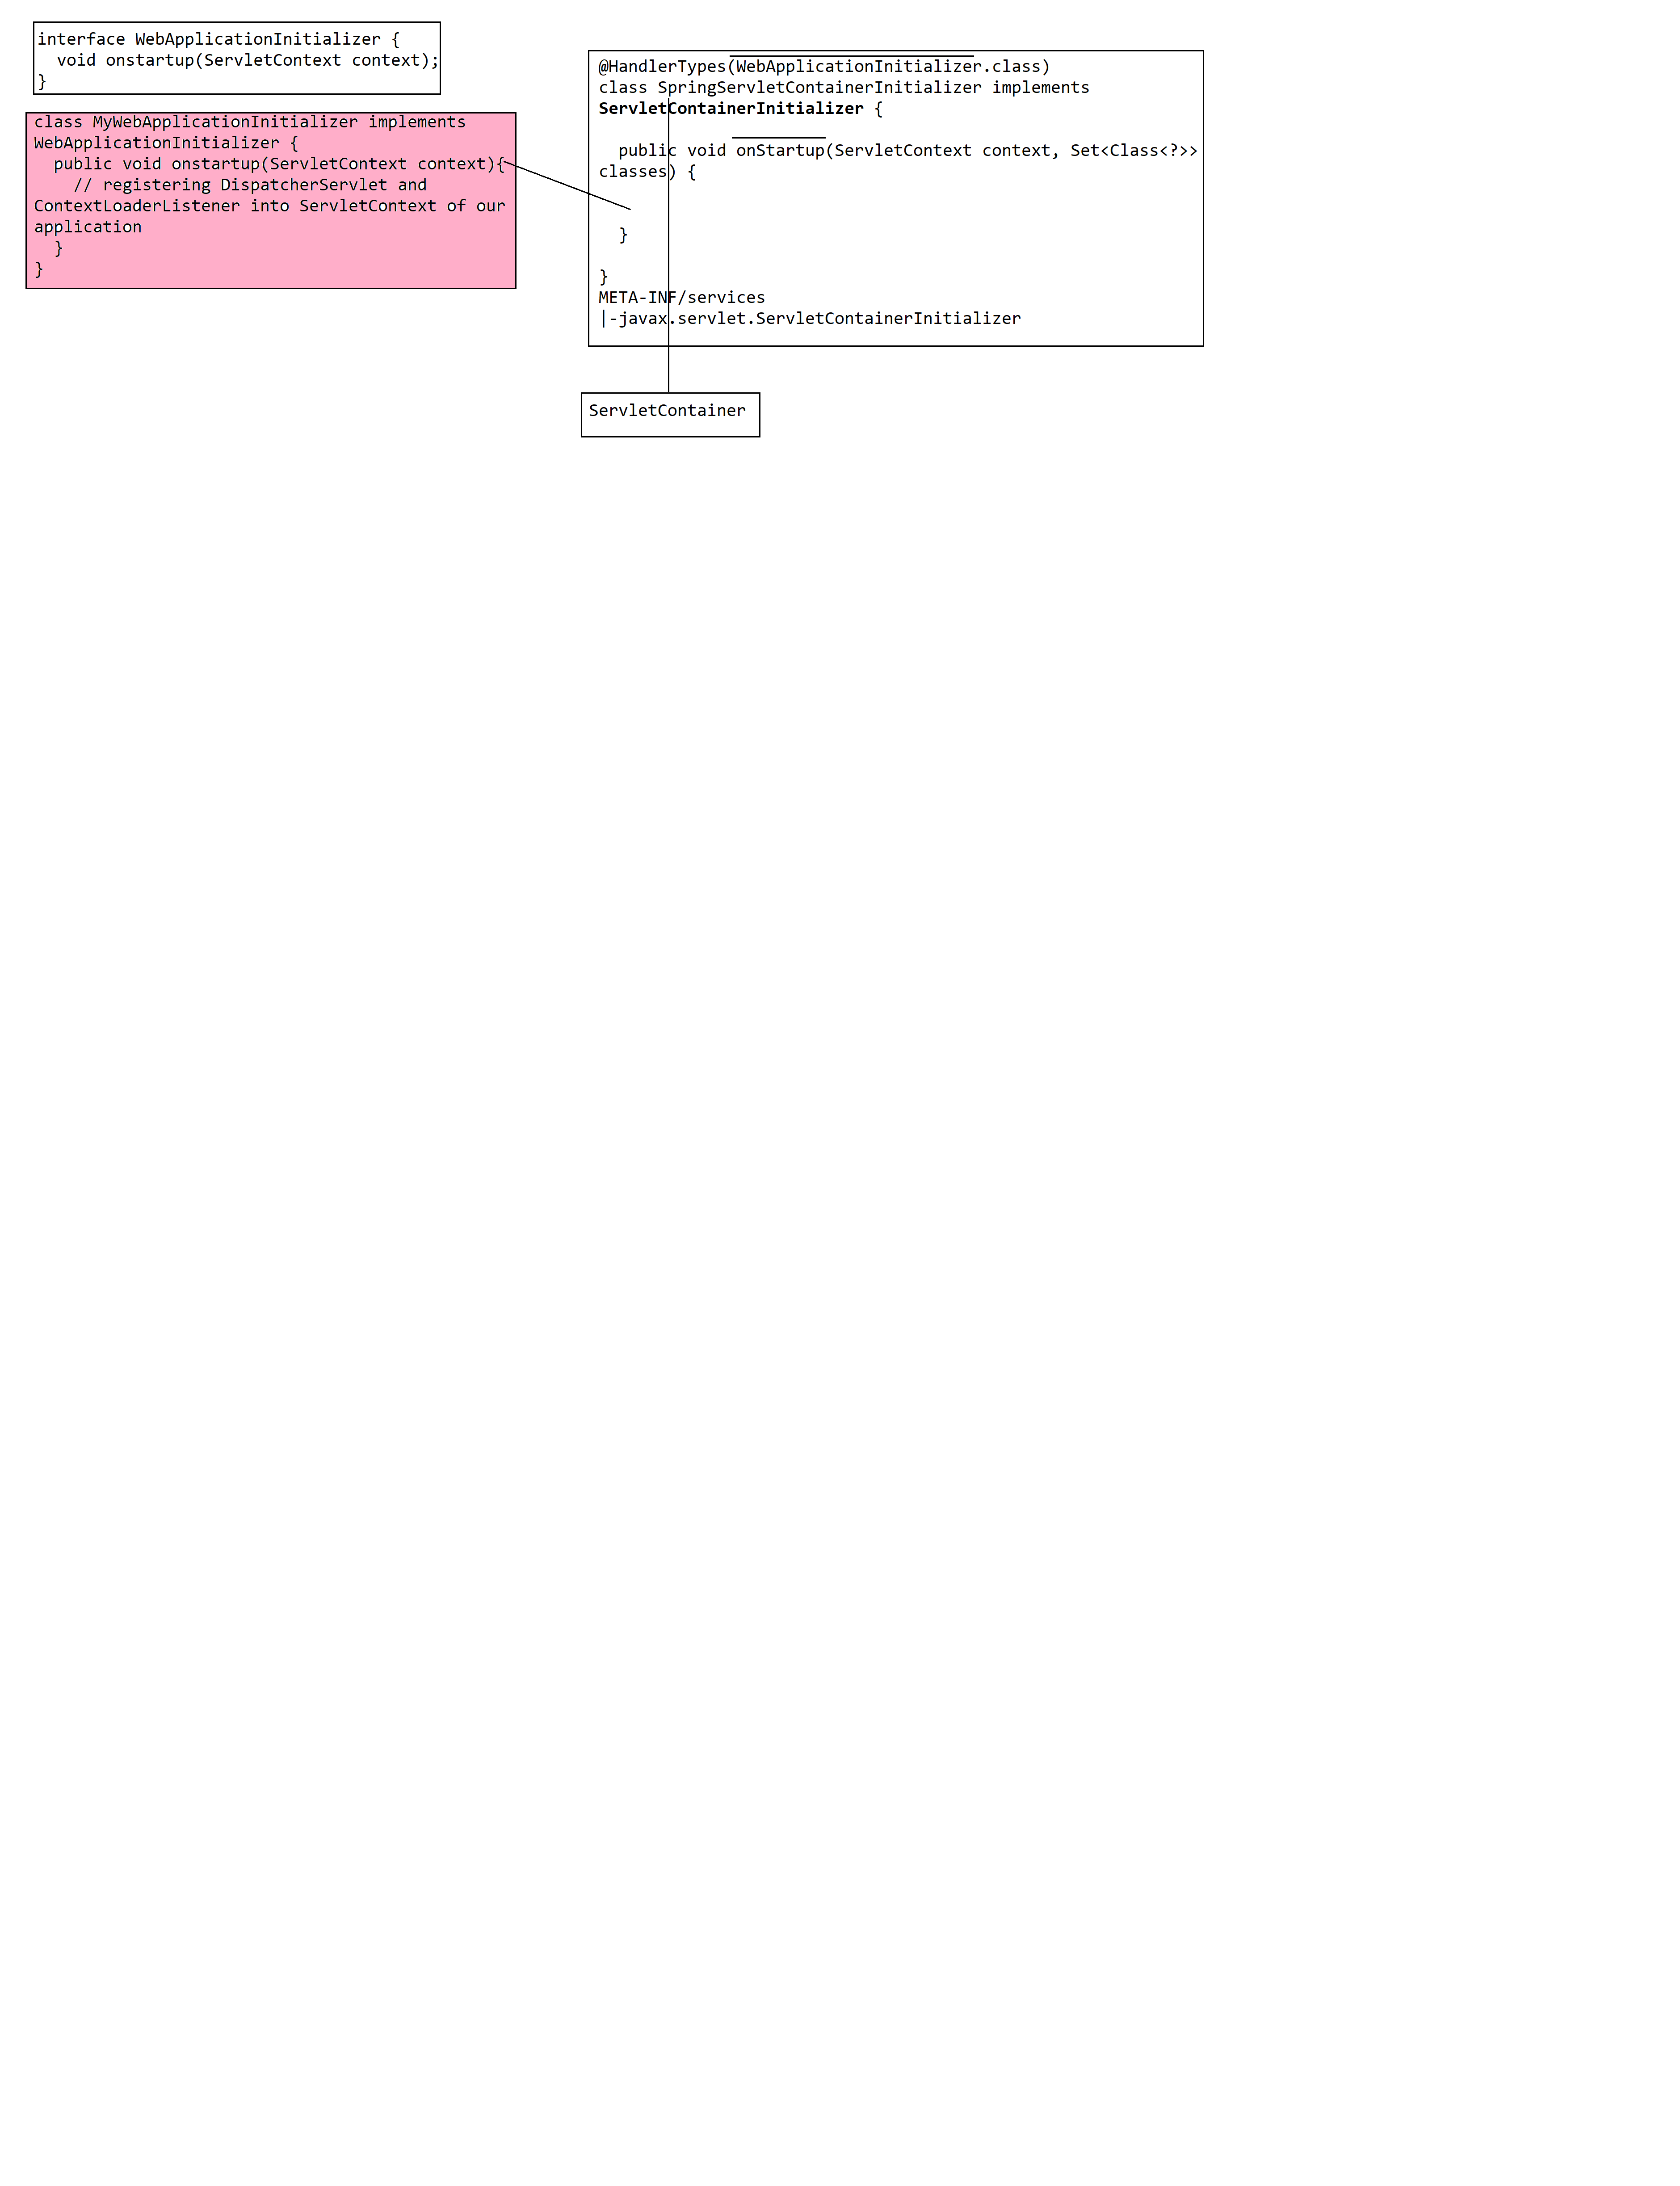 interface WebApplicationInitializer {
  void onstartup(ServletContext context);
}
class MyWebApplicationInitializer implements
WebApplicationInitializer {
  public void onstartup(ServletContext context){
    // registering DispatcherServlet and
ContextLoaderListener into ServletContext of our
application
  }
}
@HandlerTypes(WebApplicationInitializer.class)
class SpringServletContainerInitializer implements
ServletContainerInitializer {
  public void onStartup(ServletContext context, Set<Class<?>>
classes) {
  }
}
META-INF/services
|-javax.servlet.ServletContainerInitializer
ServletContainer